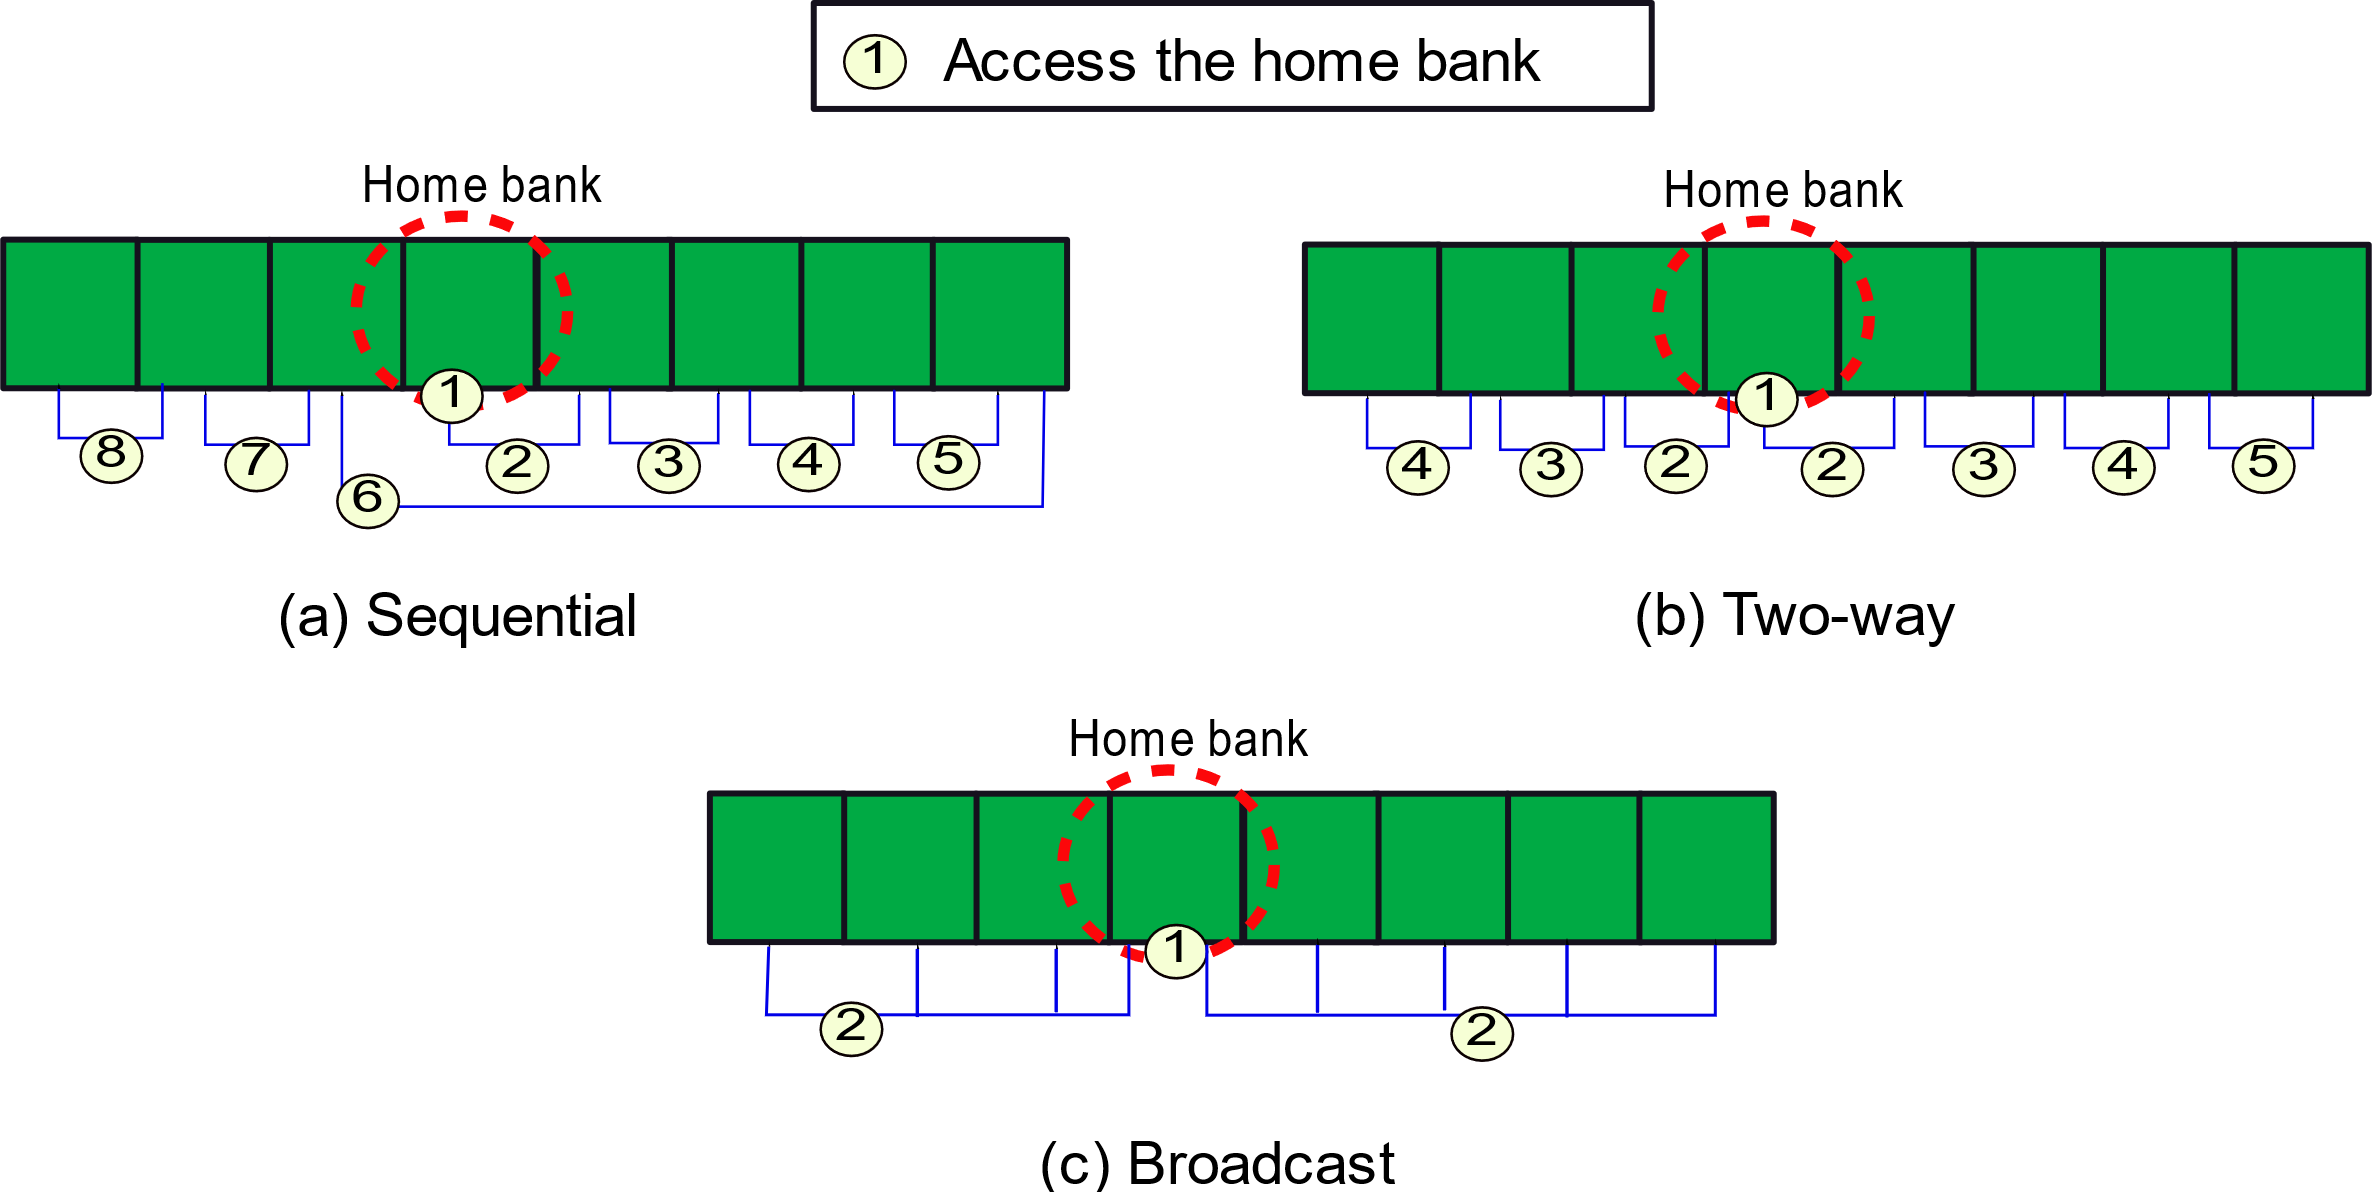 1 Access the home bank
Home bank
1
8 7 6 2 3 4 5
(a) Sequential
Home bank
1
4 3 2 2 3 4 5
(b) Two-way
Home bank
1
2 2
(c) Broadcast